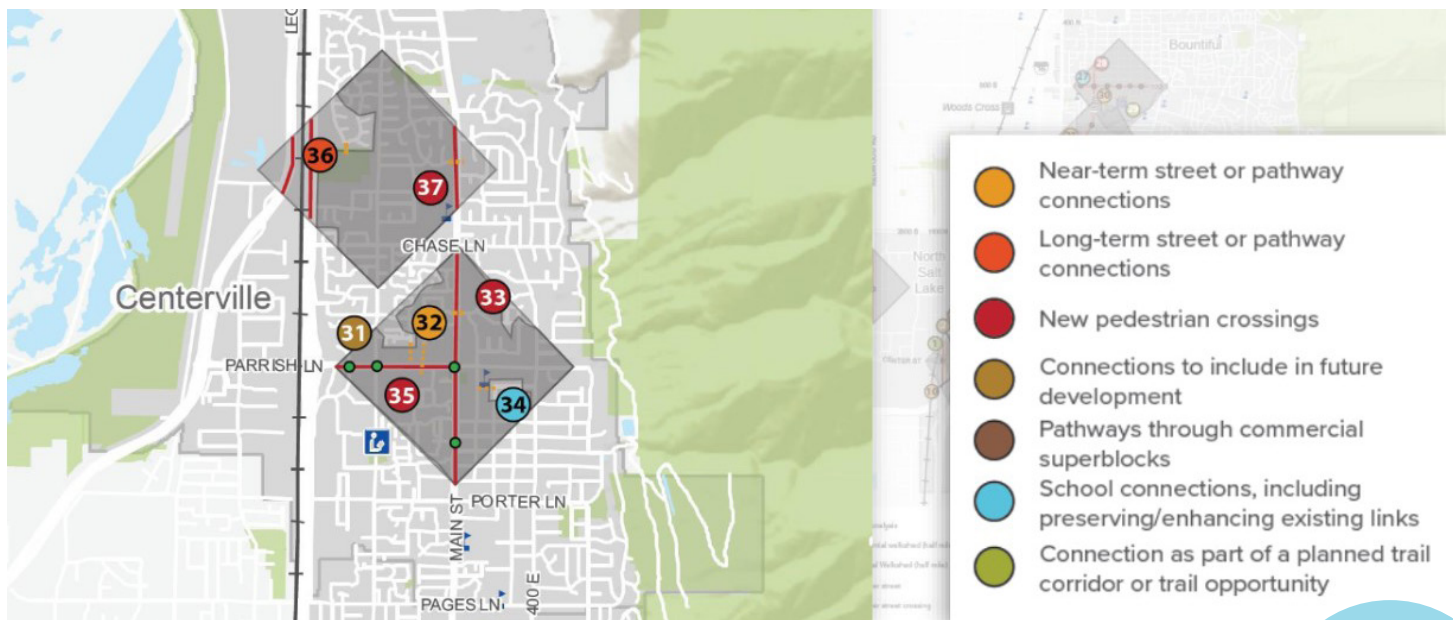 LEG
36
37
CHASE LN
Centerville
33
32
31
PARRISH LN
35
34
PORTER LN
MAIN ST
PAGES LN
400 E
Bountiful
Woods Cross
North
Salt
Lake
Near-term street or pathway
connections
Long-term street or pathway
connections
New pedestrian crossings
Connections to include in future
development
Pathways through commercial
superblocks
School connections, including
preserving/enhancing existing links
Connection as part of a planned trail
corridor or trail opportunity